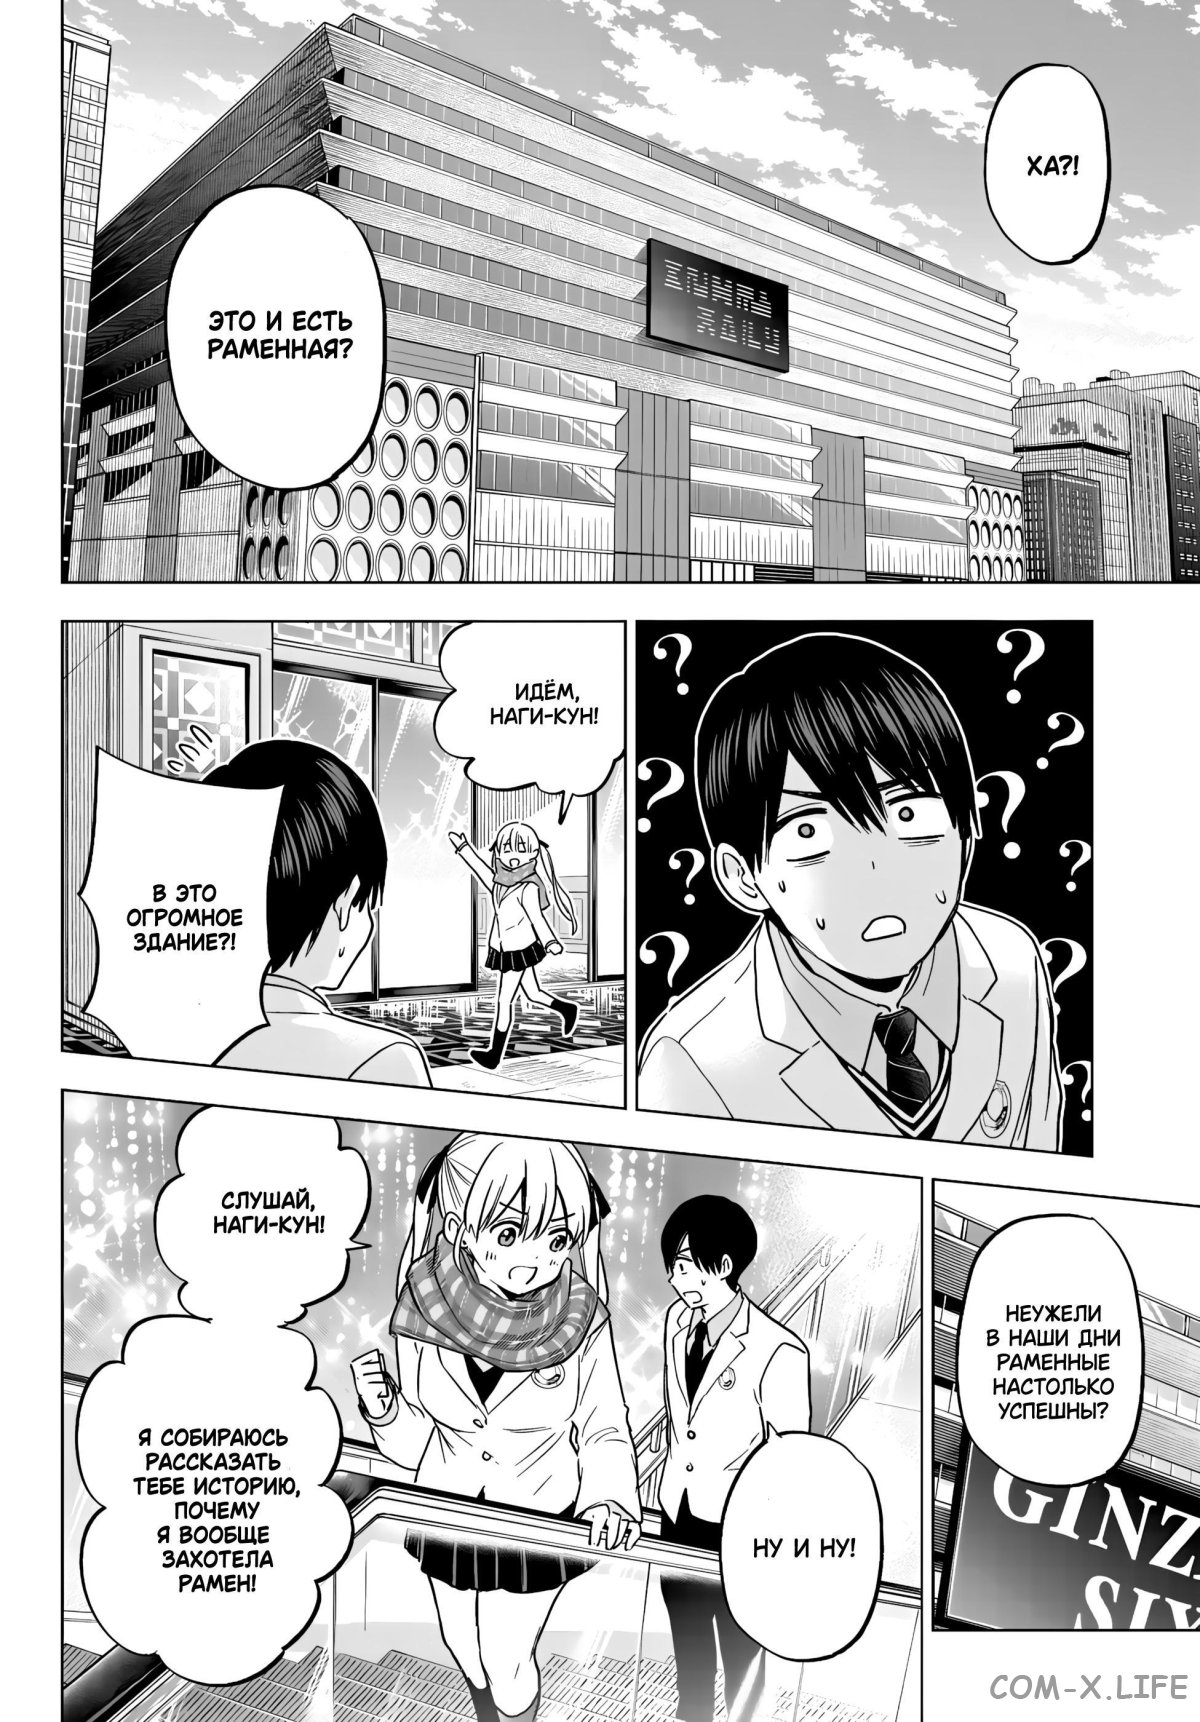 ХА?!
ЭТО И ЕСТЬ
РАМЕННАЯ?
ИДЁМ,
НАГИ-КУН!
В ЭТО
ОГРОМНОЕ
ЗДАНИЕ?!
?
?
?
?
?
?
?
?
НЕУЖЕЛИ
В НАШИ ДНИ
РАМЕННЫЕ
НАСТОЛЬКО
УСПЕШНЫ?
GINZ
SIX
СЛУШАЙ,
НАГИ-КУН!
Я СОБИРАЮСЬ
РАССКАЗАТЬ
ТЕБЕ ИСТОРИЮ,
ПОЧЕМУ
Я ВООБЩЕ
ЗАХОТЕЛА
РАМЕН!
НУ И НУ!
COM-X.LIFE